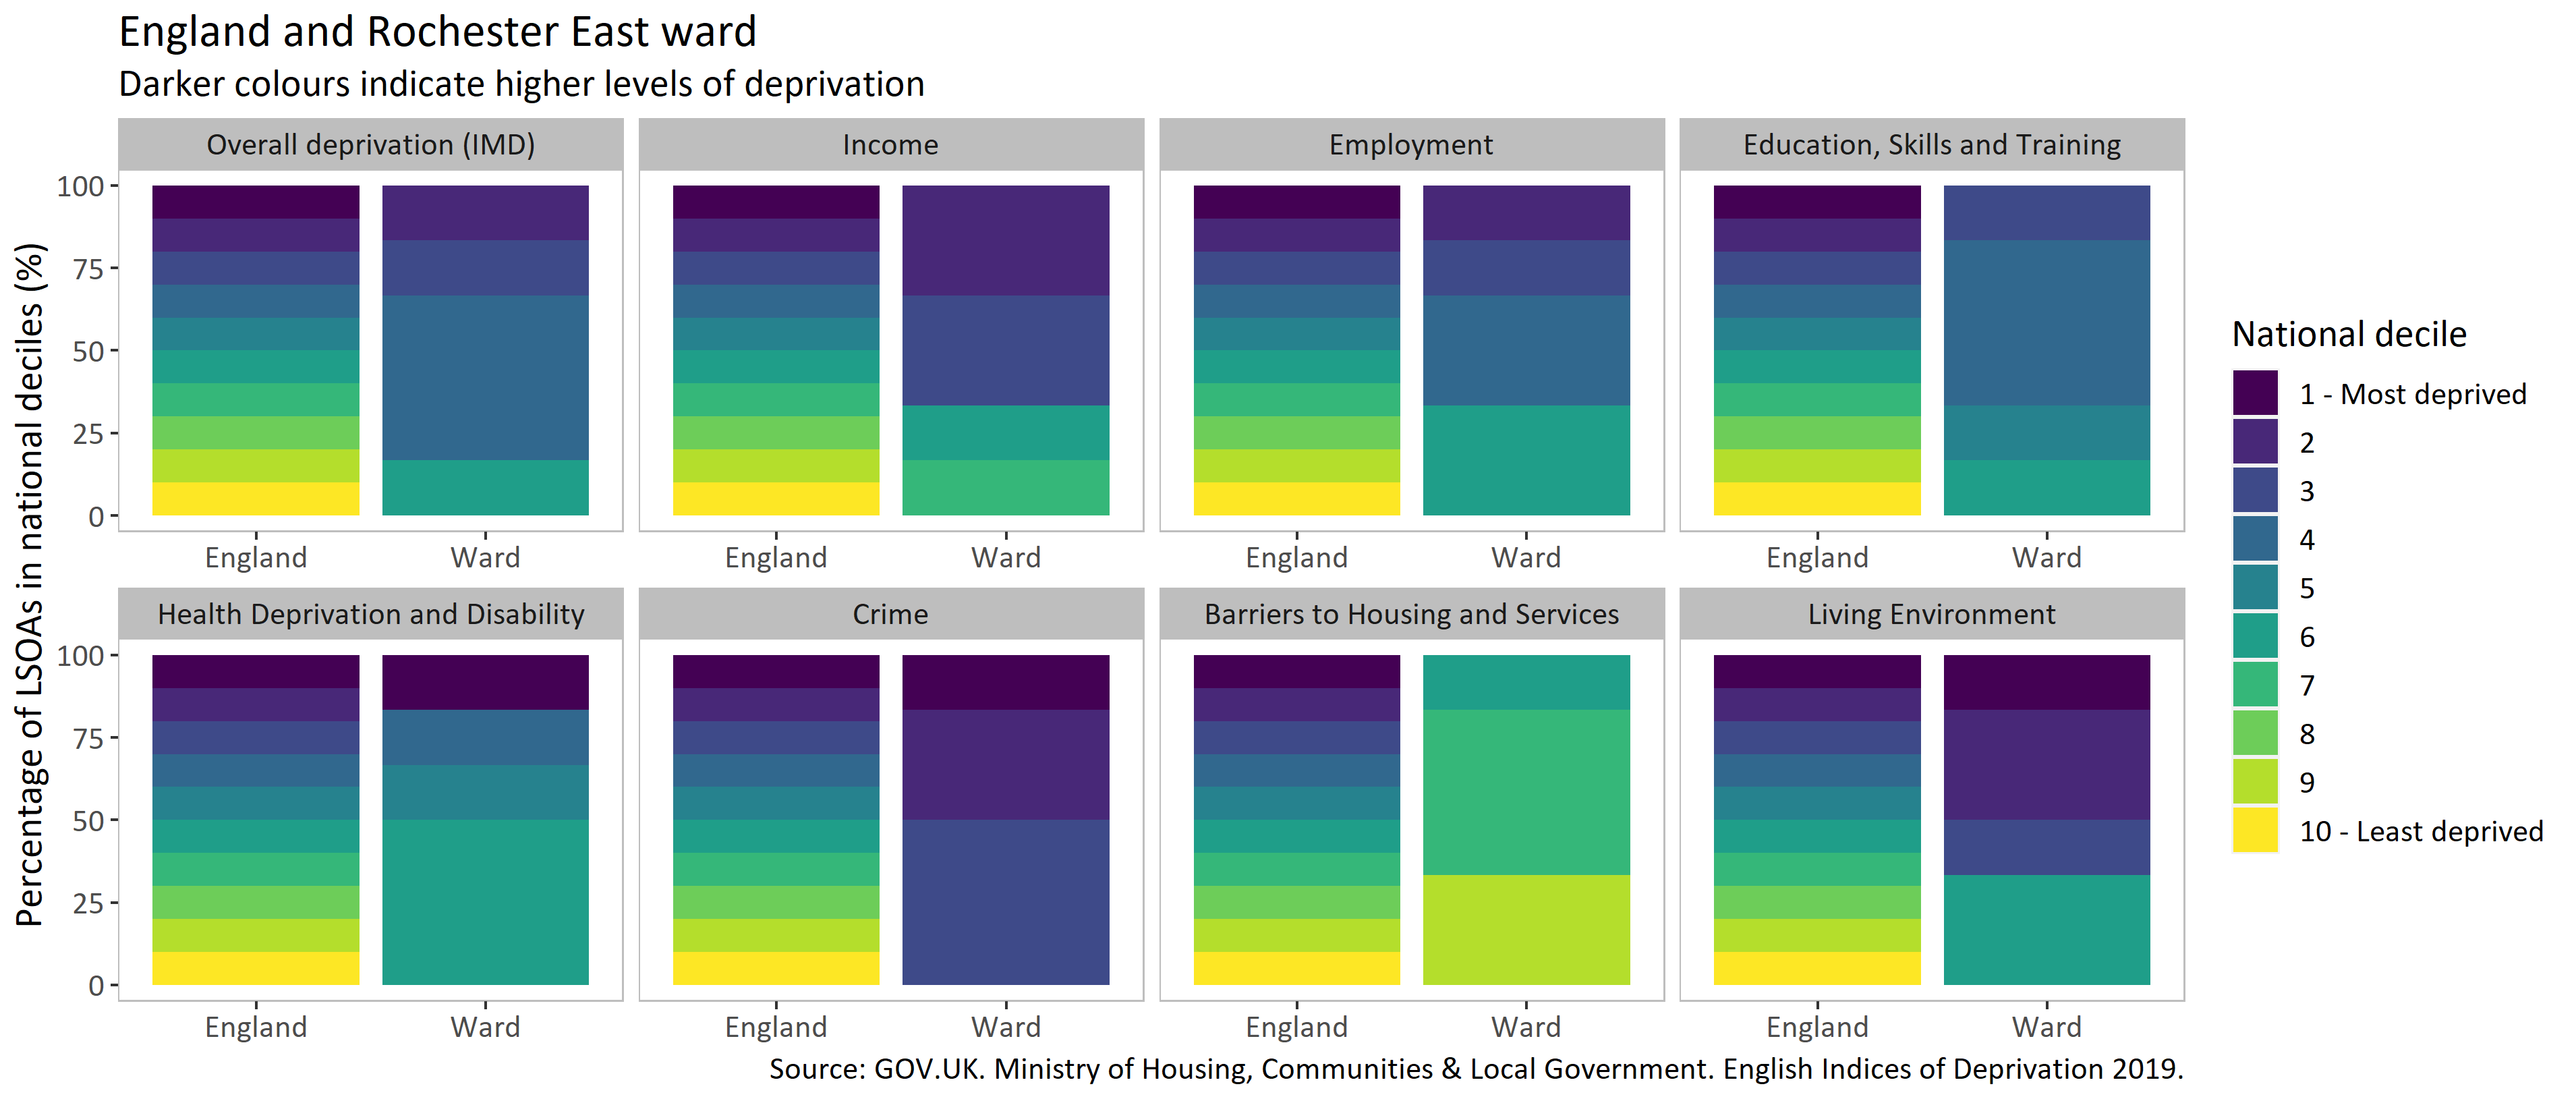 England and Rochester East ward
Darker colours indicate higher levels of deprivation
Percentage of LSOAs in national deciles (%)
Overall deprivation (IMD)
Income
Employment
Education, Skills and Training
100
75
50
25
0
England
Ward
England
Ward
England
Ward
England
Ward
Health Deprivation and Disability
Crime
Barriers to Housing and Services
Living Environment
100
75
50
25
0
England
Ward
England
Ward
England
Ward
England
Ward
National decile
1 - Most deprived
2
3
4
5
6
7
8
9
10 - Least deprived
Source: GOV.UK. Ministry of Housing, Communities & Local Government. English Indices of Deprivation 2019.